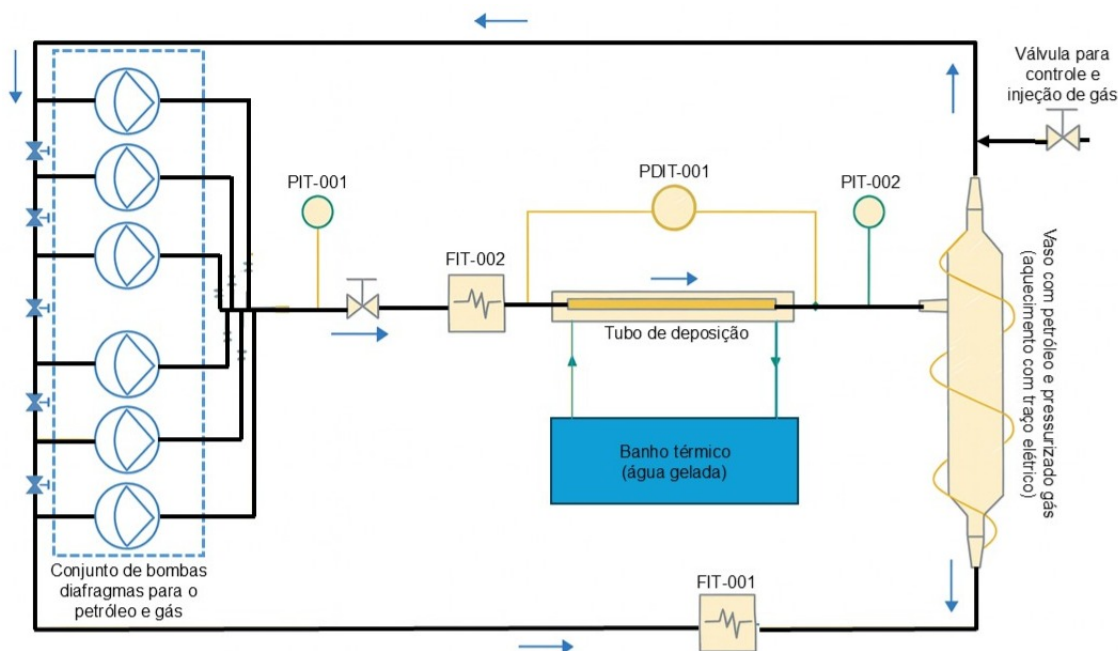 Válvula para
controle e
injeção de gás
PIT-001
PDIT-001
PIT-002
FIT-002
Tubo de deposição
Banho térmico
(água gelada)
Vaso com petróleo e pressurizado gás
(aquecimento com traço elétrico)
Conjunto de bombas
diafragmas para o
petróleo e gás
FIT-001